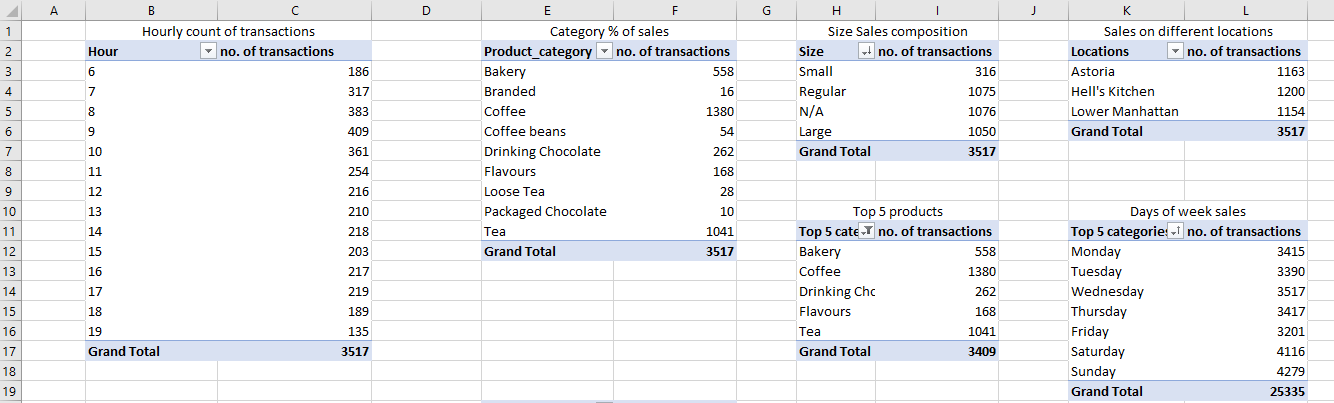 A B C D E F G H I J K L
1 Hourly count of transactions Category % of sales Size Sales composition Sales on different locations
2 Hour no. of transactions Product_category no. of transactions Size no. of transactions Locations no. of transactions
3 6 186 Bakery 558 Small 316 Astoria 1163
4 7 317 Branded 16 Regular 1075 Hell's Kitchen 1200
5 8 383 Coffee 1380 N/A 1076 Lower Manhattan 1154
6 9 409 Coffee beans 54 Large 1050 Grand Total 3517
7 10 361 Drinking Chocolate 262 Grand Total 3517
8 11 254 Flavours 168
9 12 216 Loose Tea 28
10 13 210 Packaged Chocolate 10 Top 5 products Days of week sales
11 14 218 Tea 1041 Top 5 cate no. of transactions Top 5 categories no. of transactions
12 15 203 Grand Total 3517 Bakery 558 Monday 3415
13 16 217 Coffee 1380 Tuesday 3390
14 17 219 Drinking Chc 262 Wednesday 3517
15 18 189 Flavours 168 Thursday 3417
16 19 135 Tea 1041 Friday 3201
17 Grand Total 3517 Grand Total 3409 Saturday 4116
18 Sunday 4279
19 Grand Total 25335